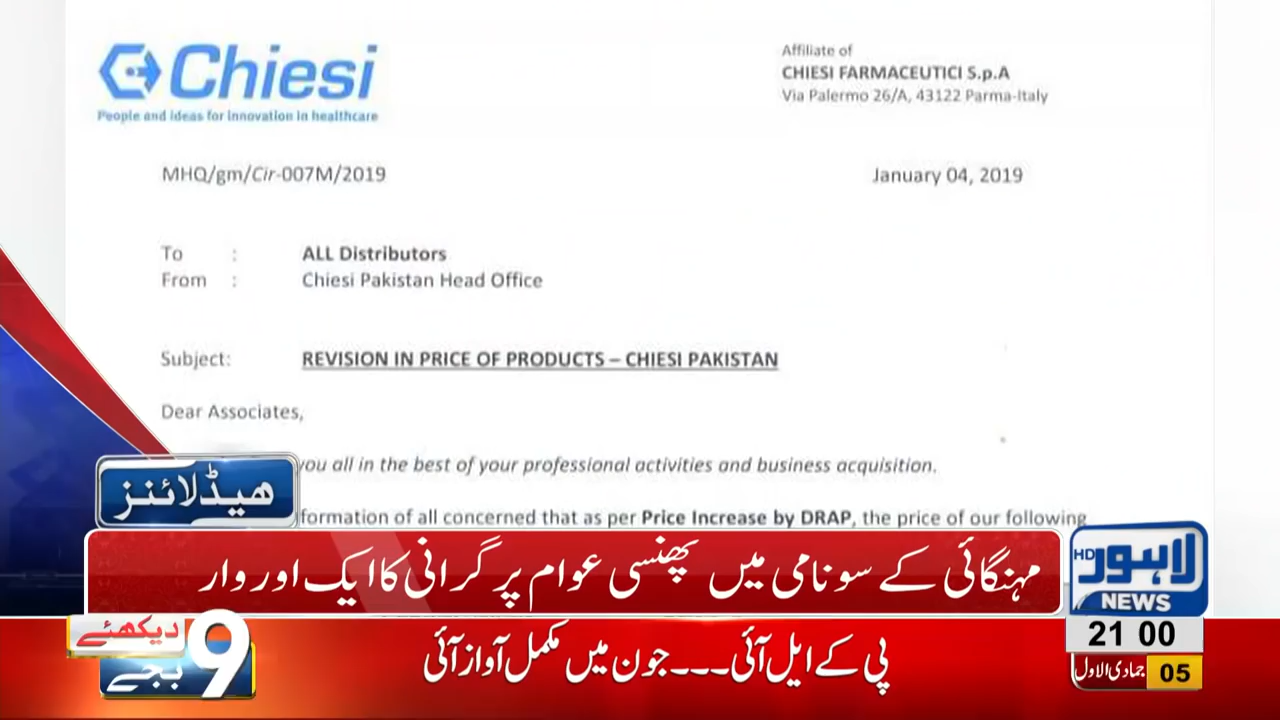 Chiesi
People and ideas for innovation in healthcare
Affiliate of
CHIESI FARMACEUTICI S.p.A
Via Palermo 26/A, 43122 Parma-Italy
MHQ/gm/Cir-007M/2019
January 04, 2019
To : ALL Distributors
From : Chiesi Pakistan Head Office
Subject: REVISION IN PRICE OF PRODUCTS – CHIESI PAKISTAN
Dear Associates,
you all in the best of your professional activities and business acquisition.
formation of all concerned that as per Price Increase by DRAP, the price of our following
ھیڈلائنز
مہنگائی کے سونامی میں پھنسی عوام پر گرانی کا ایک اور وار
لاہور HD
NEWS
دیکھئے 9 بجے
پی کے ایل آئی۔۔۔جون میں مکمل آواز آئی
21 00
جمادی الاول 05